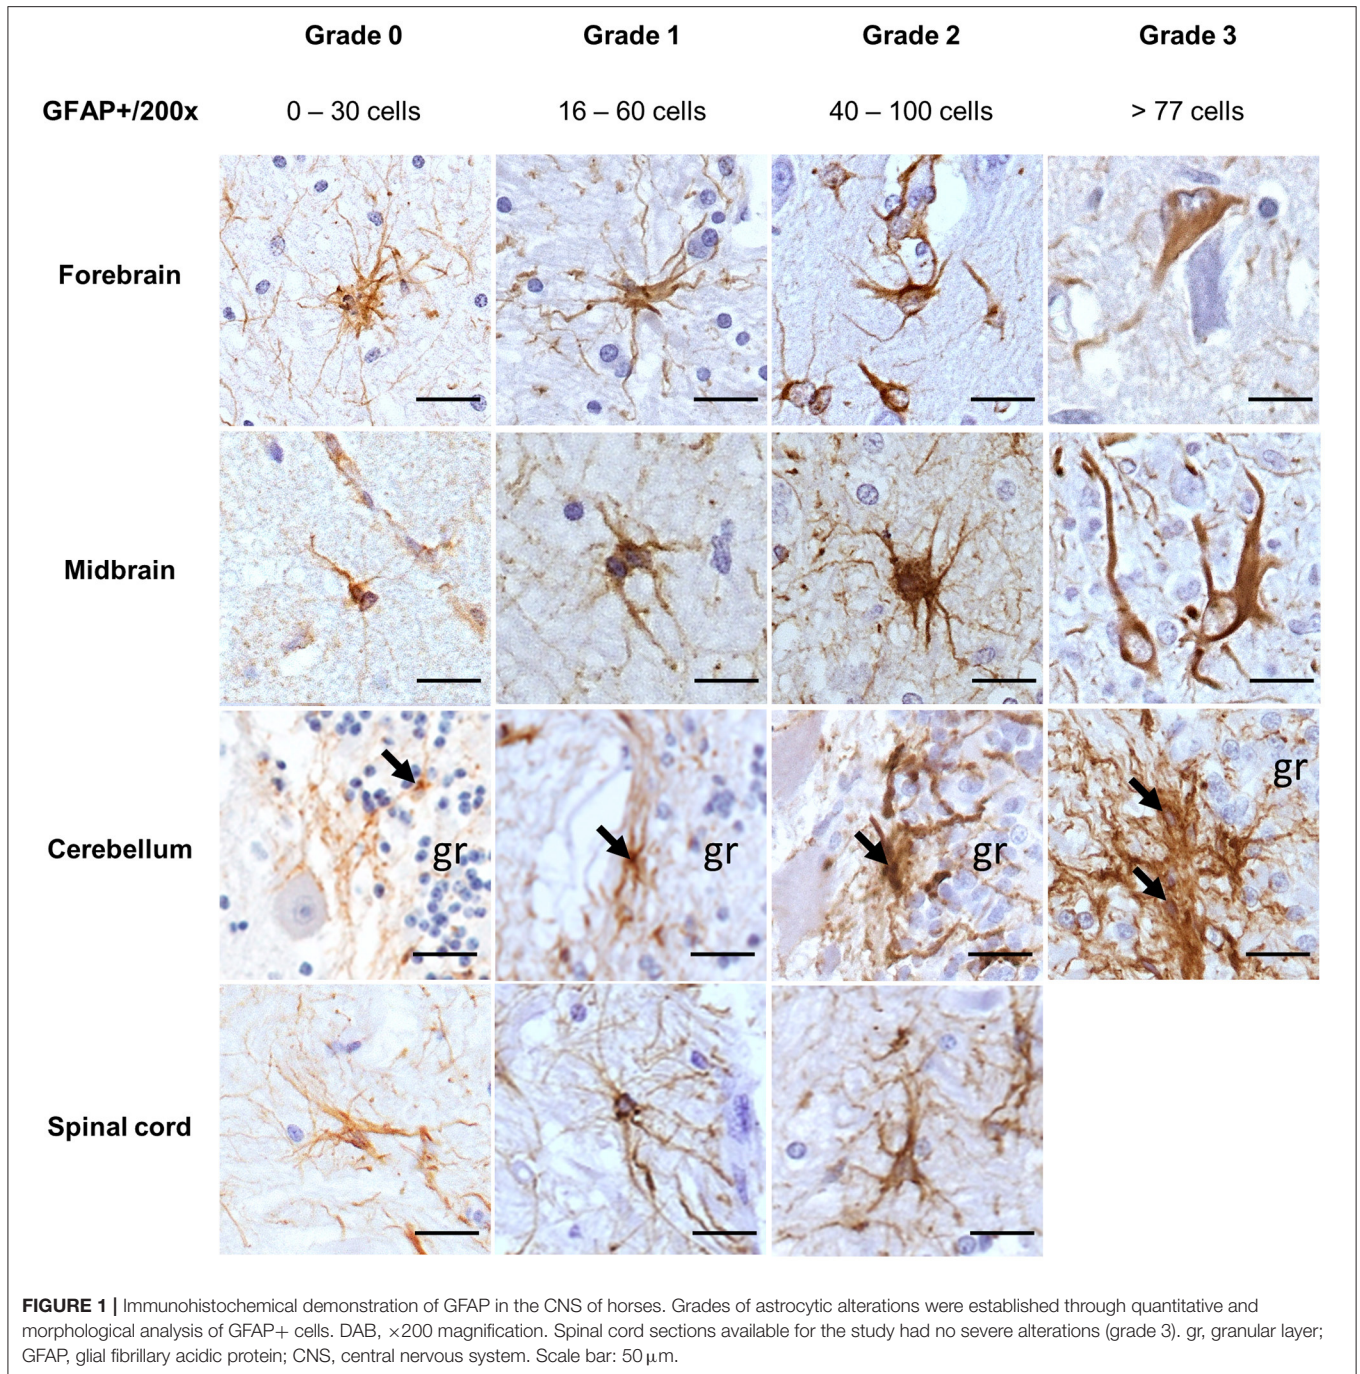 Grade 0 Grade 1 Grade 2 Grade 3
GFAP+/200x 0 – 30 cells 16 – 60 cells 40 – 100 cells > 77 cells
Forebrain
Midbrain
Cerebellum gr gr gr gr
Spinal cord
FIGURE 1 | Immunohistochemical demonstration of GFAP in the CNS of horses. Grades of astrocytic alterations were established through quantitative and
morphological analysis of GFAP+ cells. DAB, ×200 magnification. Spinal cord sections available for the study had no severe alterations (grade 3). gr, granular layer;
GFAP, glial fibrillary acidic protein; CNS, central nervous system. Scale bar: 50 μm.